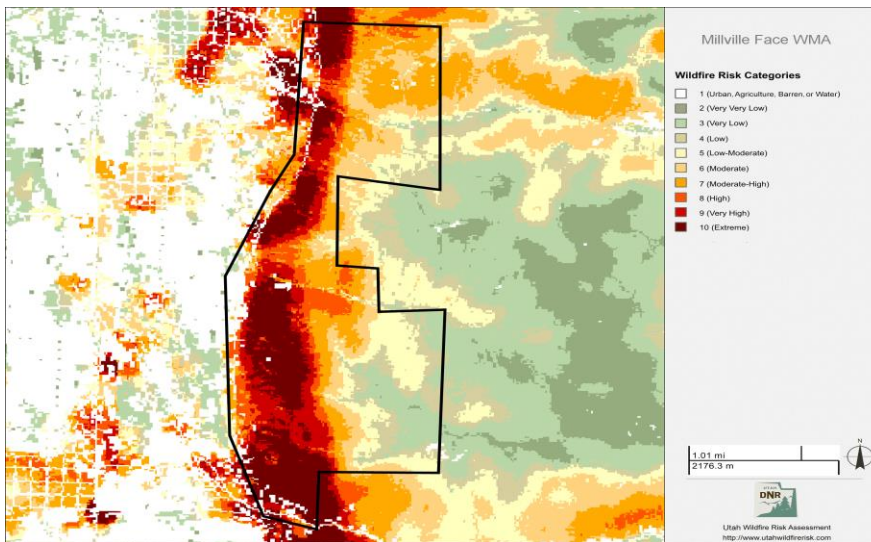 Millville Face WMA
Wildfire Risk Categories
1 (Urban, Agriculture, Barren, or Water)
2 (Very Very Low)
3 (Very Low)
4 (Low)
5 (Low-Moderate)
6 (Moderate)
7 (Moderate-High)
8 (High)
9 (Very High)
10 (Extreme)
1.01 mi
2176.3 m
N
UTAH
DNR
Utah Wildfire Risk Assessment
http://www.utahwildfirerisk.com